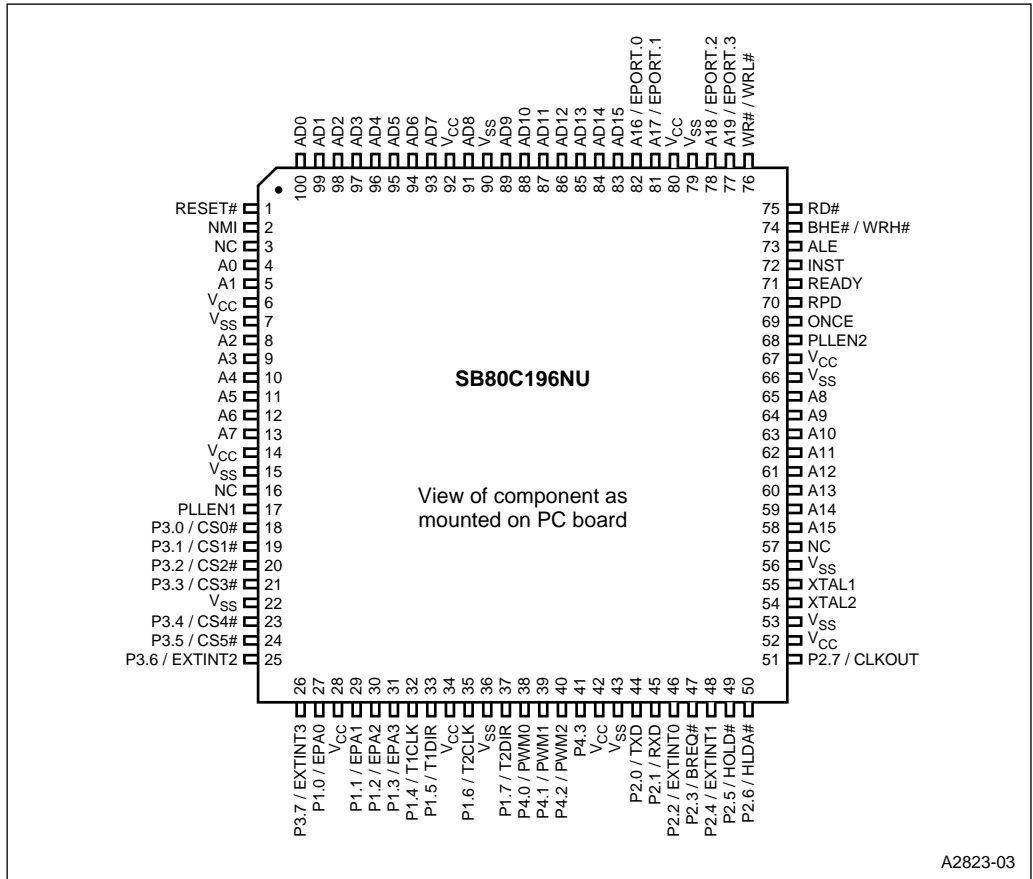 AD0
AD1
AD2
AD3
AD4
AD5
AD6
AD7
VCC
AD8
VSS
AD9
AD10
AD11
AD12
AD13
AD14
AD15
A16 / EPORT.0
A17 / EPORT.1
VCC
VSS
A18 / EPORT.2
A19 / EPORT.3
WR# / WRL#
100
99
98
97
96
95
94
93
92
91
90
89
88
87
86
85
84
83
82
81
80
79
78
77
76
RESET# 1
NMI 2
NC 3
A0 4
A1 5
VCC 6
VSS 7
A2 8
A3 9
A4 10
A5 11
A6 12
A7 13
VCC 14
VSS 15
NC 16
PLLEN1 17
P3.0 / CS0# 18
P3.1 / CS1# 19
P3.2 / CS2# 20
P3.3 / CS3# 21
VSS 22
P3.4 / CS4# 23
P3.5 / CS5# 24
P3.6 / EXTINT2 25
SB80C196NU
View of component as
mounted on PC board
75 RD#
74 BHE# / WRH#
73 ALE
72 INST
71 READY
70 RPD
69 ONCE
68 PLLEN2
67 VCC
66 VSS
65 A8
64 A9
63 A10
62 A11
61 A12
60 A13
59 A14
58 A15
57 NC
56 VSS
55 XTAL1
54 XTAL2
53 VSS
52 VCC
51 P2.7 / CLKOUT
26
27
28
29
30
31
32
33
34
35
36
37
38
39
40
41
42
43
44
45
46
47
48
49
50
P3.7 / EXTINT3
P1.0 / EPA0
VCC
P1.1 / EPA1
P1.2 / EPA2
P1.3 / EPA3
P1.4 / T1CLK
P1.5 / T1DIR
VCC
P1.6 / T2CLK
VSS
P1.7 / T2DIR
P4.0 / PWM0
P4.1 / PWM1
P4.2 / PWM2
P4.3
VCC
VSS
P2.0 / TXD
P2.1 / RXD
P2.2 / EXTINT0
P2.3 / BREQ#
P2.4 / EXTINT1
P2.5 / HOLD#
P2.6 / HLDA#
A2823-03